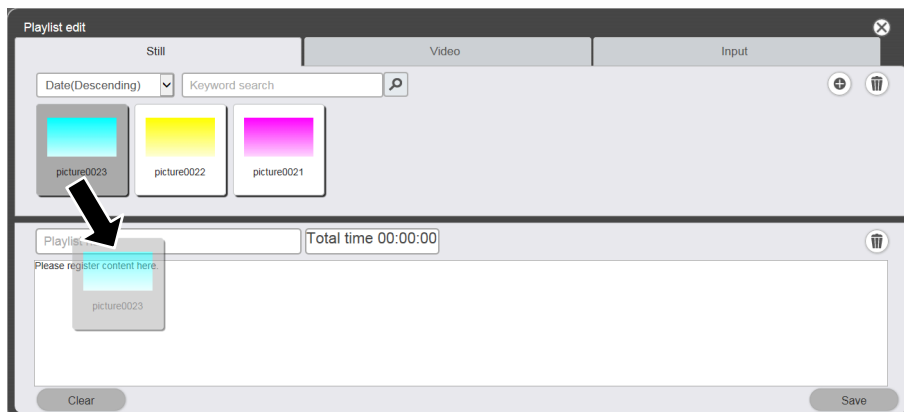 Playlist edit
Still
Video
Input
Date(Descending)
Keyword search
picture0023
picture0022
picture0021
Playlist
Total time 00:00:00
Please register content here.
picture0023
Clear
Save